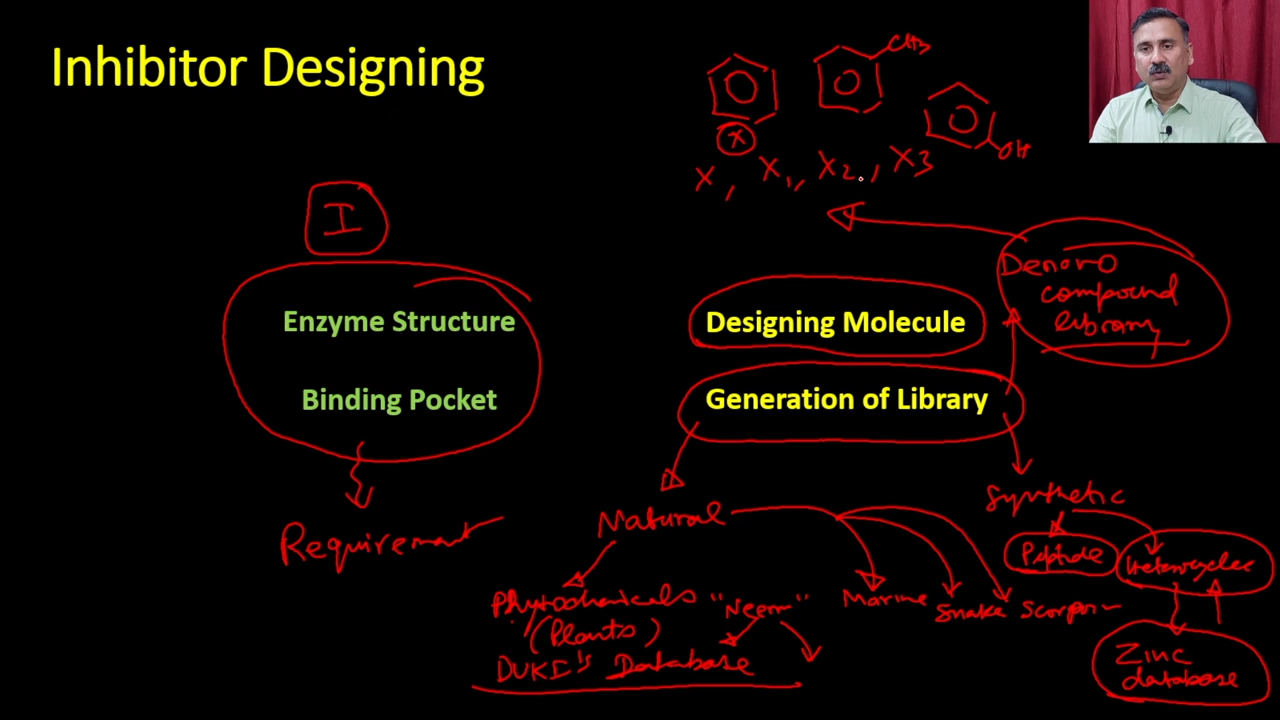 Inhibitor Designing
CH3
X
OH
X, X1, X2, X3
I
Enzyme Structure
Binding Pocket
Requirement
Designing Molecule
Generation of Library
Denovo
compound
library
Natural
Synthetic
Peptide
Heterocycles
Phytochemicals "Neem"
(Plants)
DUKE's Database
Marine Snake Scorpion
Zinc
database